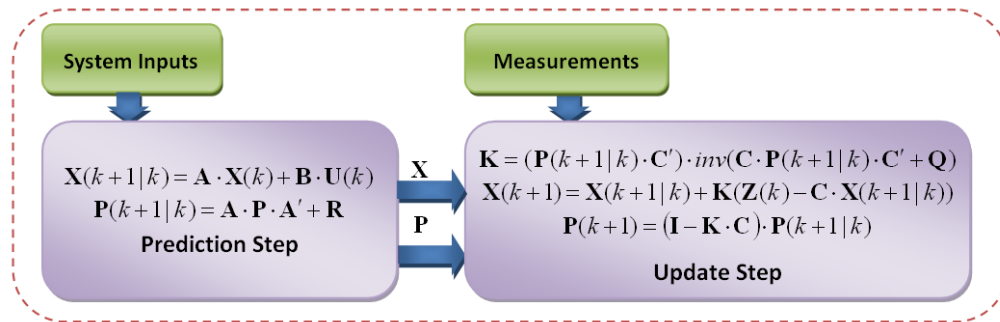 System Inputs
Measurements
X(k+1|k) = A·X(k)+B·U(k)
P(k+1|k) = A·P·A'+R
Prediction Step
X
P
K = (P(k+1|k)·C')·inv(C·P(k+1|k)·C'+Q)
X(k+1) = X(k+1|k)+K(Z(k)−C·X(k+1|k))
P(k+1) = (I−K·C)·P(k+1|k)
Update Step